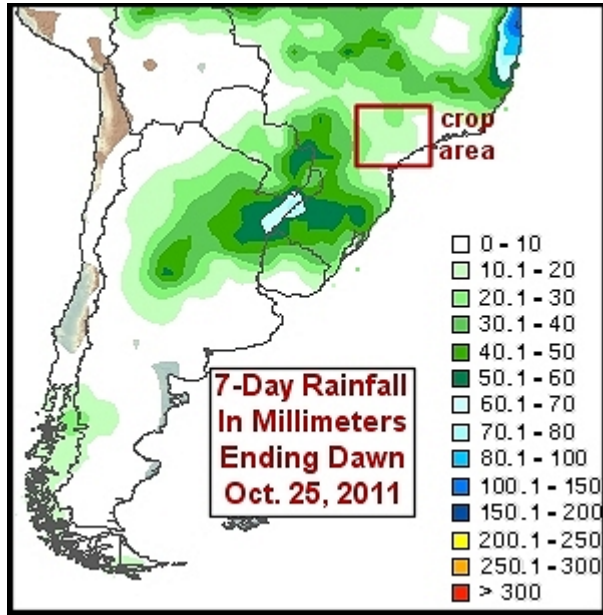 crop
area
0 - 10
10.1 - 20
20.1 - 30
30.1 - 40
40.1 - 50
50.1 - 60
60.1 - 70
70.1 - 80
80.1 - 100
100.1 - 150
150.1 - 200
200.1 - 250
250.1 - 300
> 300
7-Day Rainfall
In Millimeters
Ending Dawn
Oct. 25, 2011